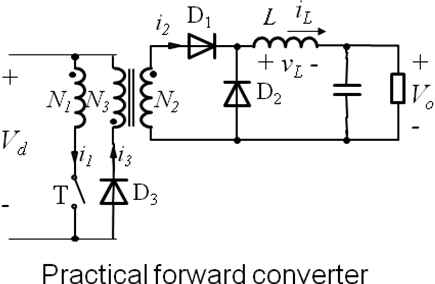 i2 D1 L iL
+ vL -
+ N1 N3 N2 D2 +
Vd Vo
i1 i3
- T D3 -
Practical forward converter